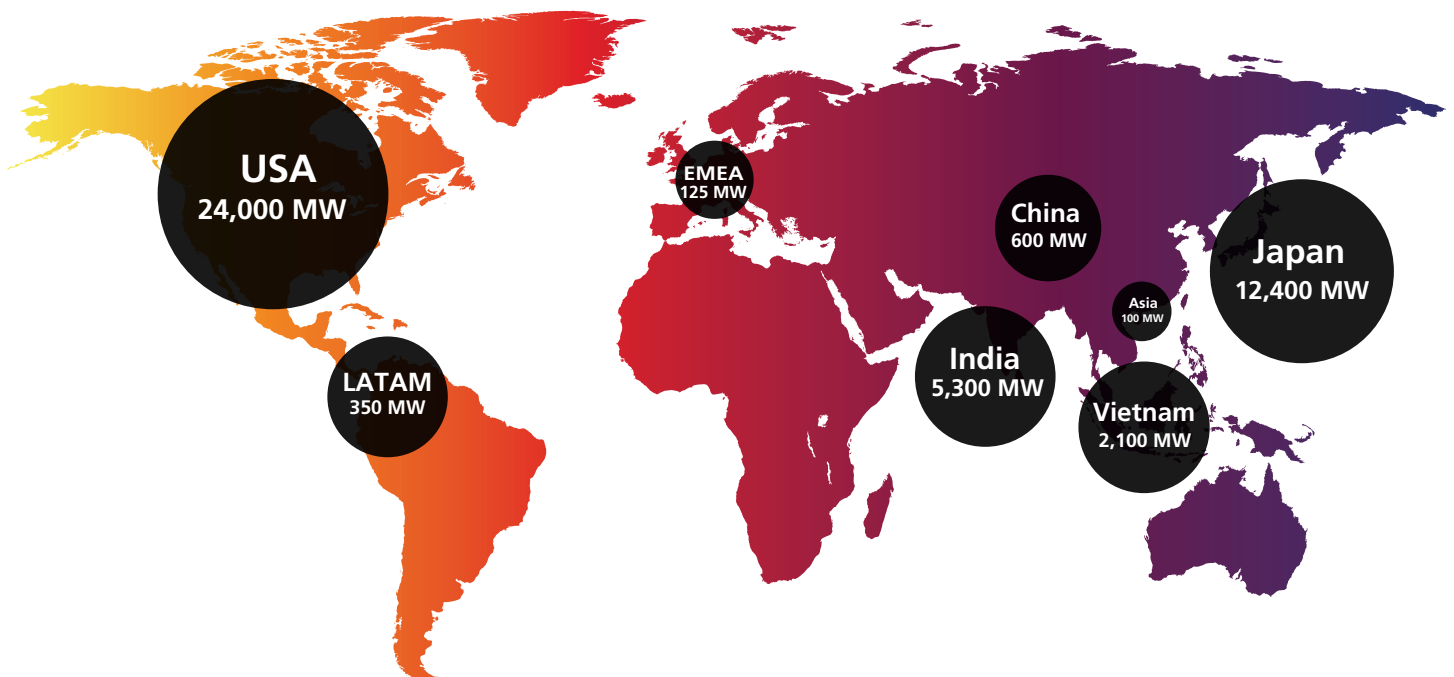 USA
24,000 MW
EMEA
125 MW
China
600 MW
Japan
12,400 MW
Asia
100 MW
India
5,300 MW
LATAM
350 MW
Vietnam
2,100 MW